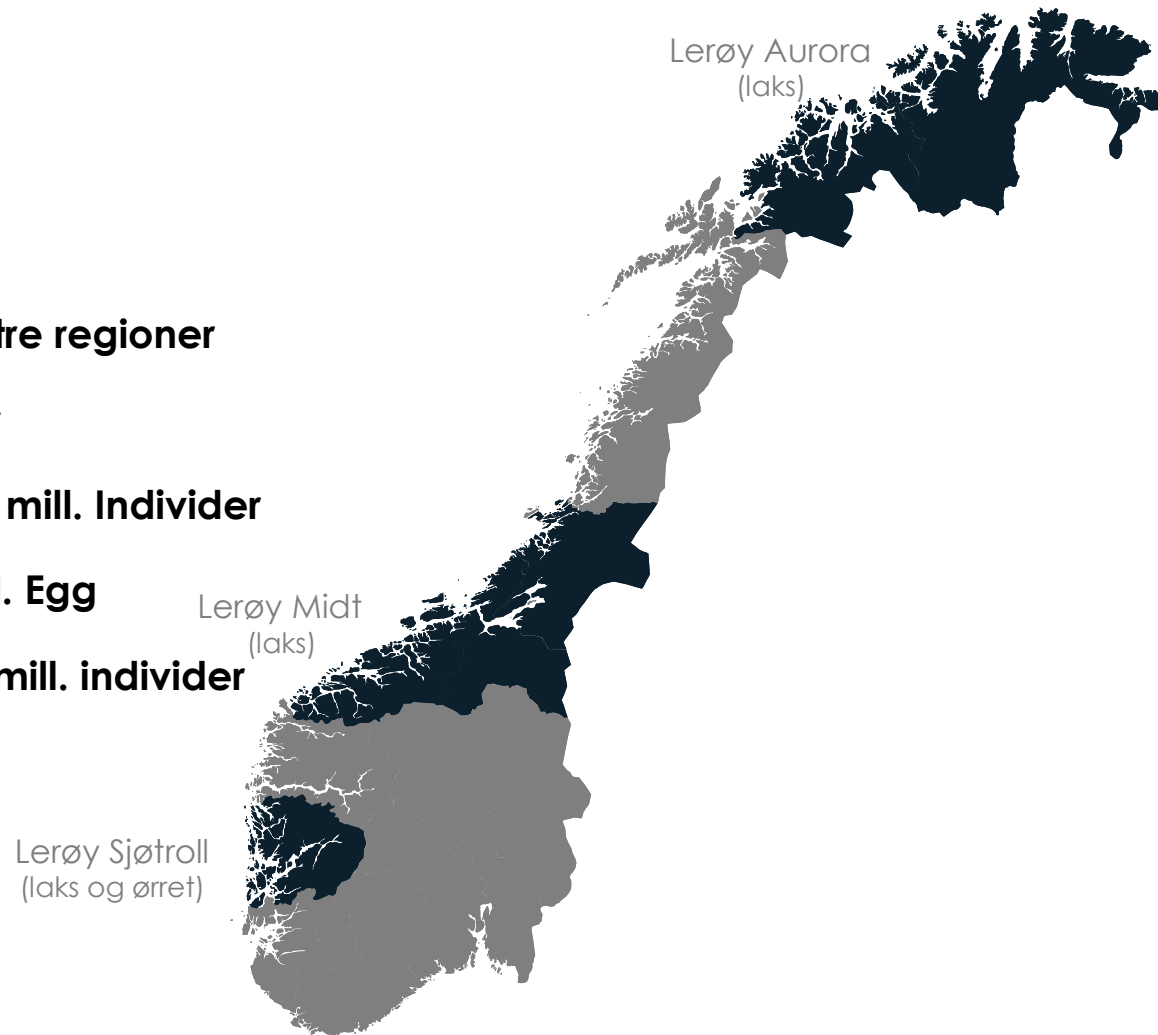 Lerøy Aurora
(laks)
tre regioner
mill. Individer
. Egg
Lerøy Midt
(laks)
mill. individer
Lerøy Sjøtroll
(laks og ørret)